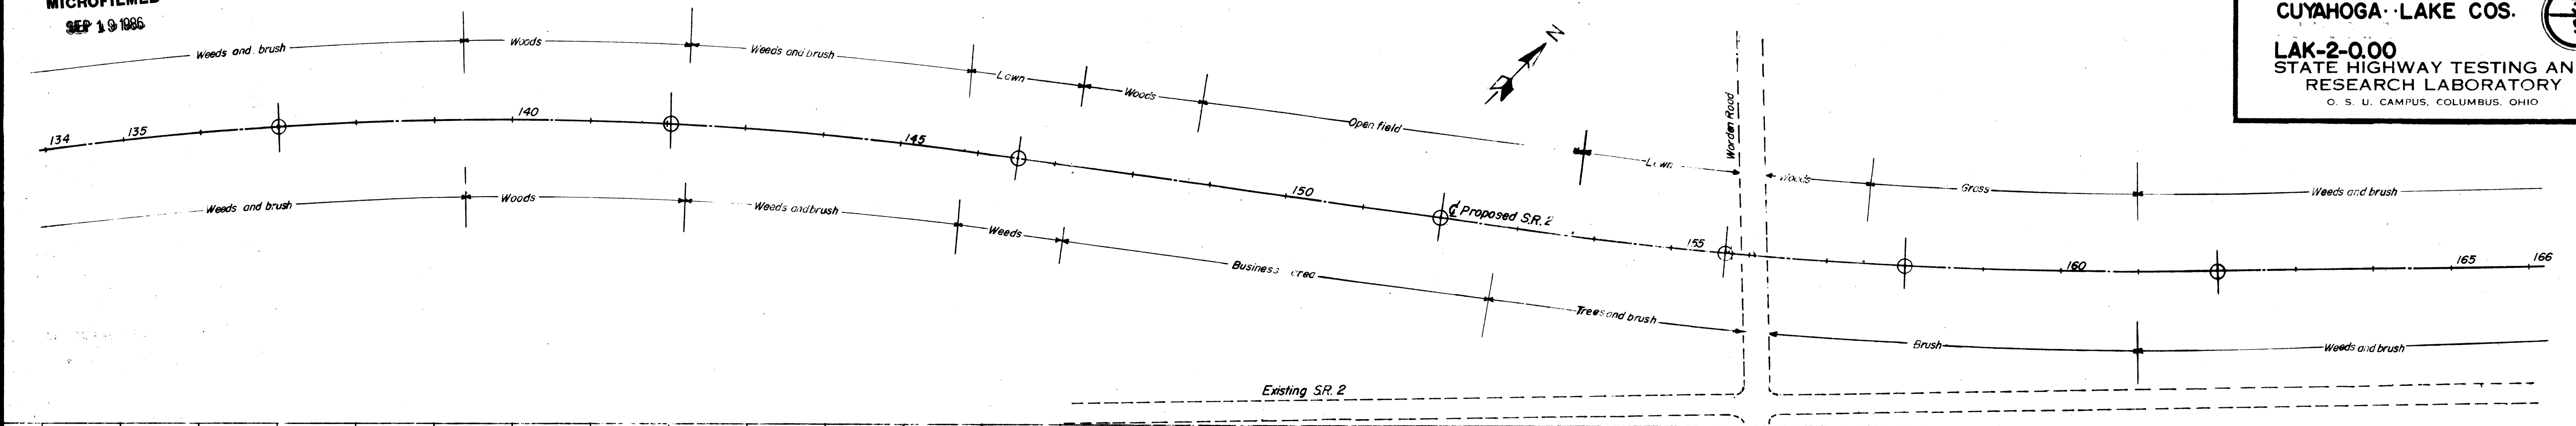 MICROFILMED
SEP 19 1986
CUYAHOGA--LAKE COS.
LAK-2-0.00
STATE HIGHWAY TESTING AN
RESEARCH LABORATORY
O. S. U. CAMPUS, COLUMBUS, OHIO
N
Weeds and brush
Woods
Weeds and brush
Lawn
Woods
Open field
Lawn
Worden Road
Woods
Grass
Weeds and brush
134
135
140
145
150
℄ Proposed S.R. 2
155
160
165
166
Weeds and brush
Woods
Weeds and brush
Weeds
Business area
Trees and brush
Brush
Weeds and brush
Existing S.R. 2